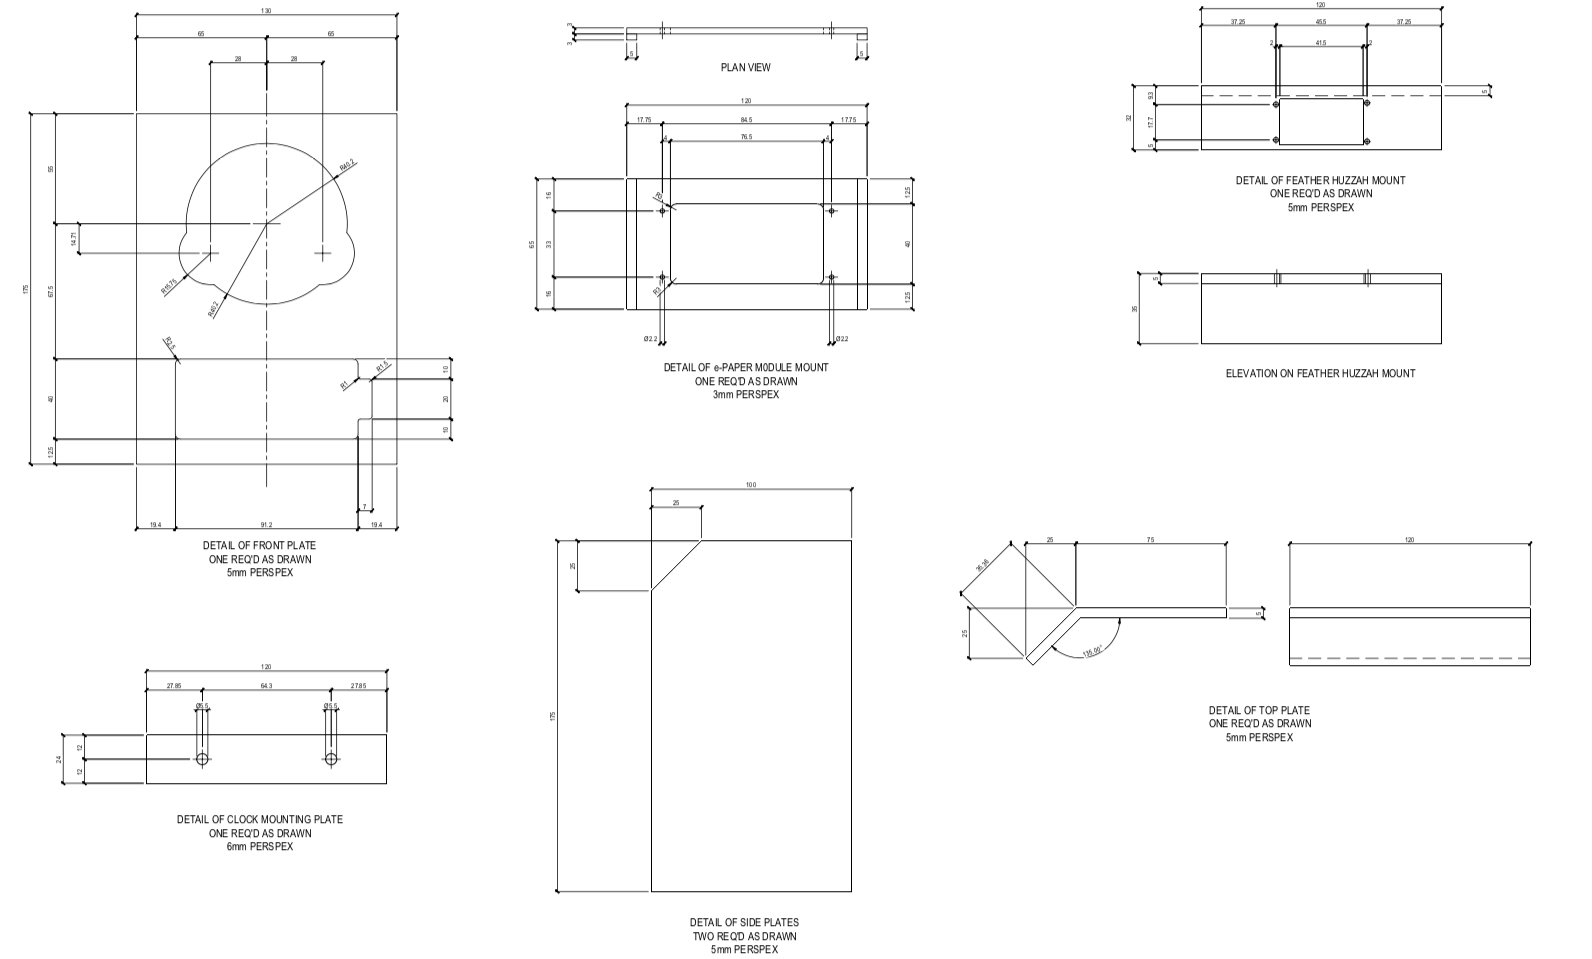 130
65
65
28
28
175
55
14.71
67.5
40
12.5
R40.2
R15.75
R40.2
R2.5
R1
R1.5
10
20
10
7
19.4
91.2
19.4
DETAIL OF FRONT PLATE
ONE REQ'D AS DRAWN
5mm PERSPEX
3
3
5
5
PLAN VIEW
120
17.75
84.5
17.75
4
76.5
4
65
16
33
16
12.5
40
12.5
R3
Ø2.2
Ø2.2
DETAIL OF e-PAPER MODULE MOUNT
ONE REQ'D AS DRAWN
3mm PERSPEX
120
37.25
45.5
37.25
2
41.5
2
32
9.3
17.7
5
5
DETAIL OF FEATHER HUZZAH MOUNT
ONE REQ'D AS DRAWN
5mm PERSPEX
35
5
ELEVATION ON FEATHER HUZZAH MOUNT
120
27.85
64.3
27.85
Ø5.5
Ø5.5
24
12
12
DETAIL OF CLOCK MOUNTING PLATE
ONE REQ'D AS DRAWN
6mm PERSPEX
100
25
25
175
DETAIL OF SIDE PLATES
TWO REQ'D AS DRAWN
5mm PERSPEX
25
75
25
5
135.00°
120
DETAIL OF TOP PLATE
ONE REQ'D AS DRAWN
5mm PERSPEX